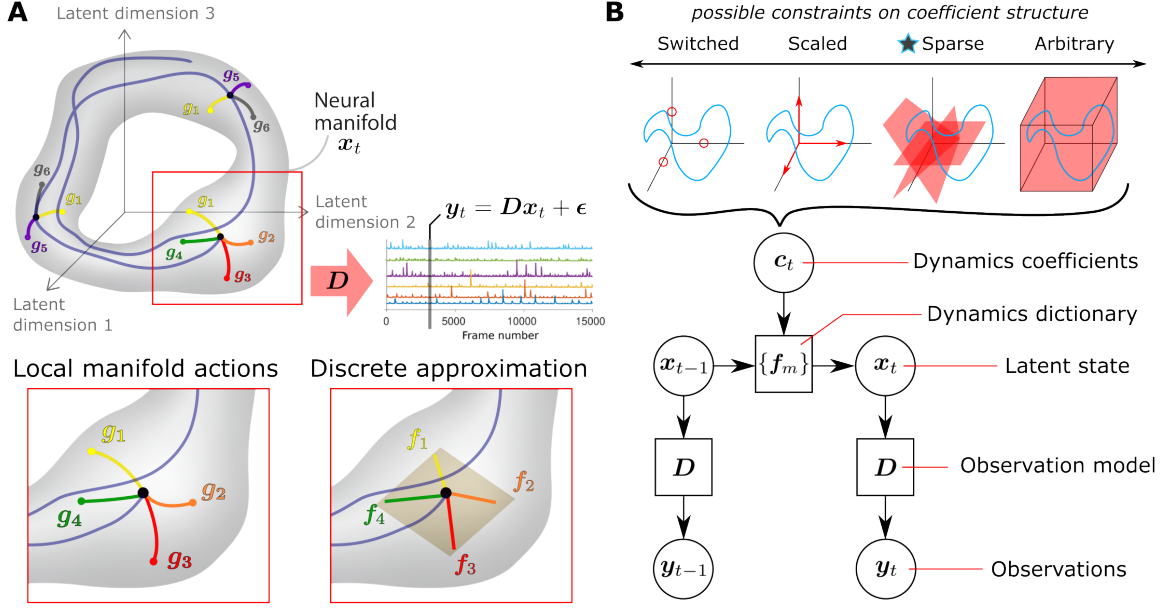 A
Latent dimension 3
g₅
g₁
g₆
Neural
manifold
xₜ
g₆
g₁
g₅
g₁
g₂
g₄
g₃
Latent
dimension 2
Latent
dimension 1
D
yₜ = Dxₜ + ϵ
0 5000 10000 15000
Frame number
Local manifold actions
g₁
g₂
g₄
g₃
Discrete approximation
f₁
f₂
f₄
f₃
B
possible constraints on coefficient structure
Switched Scaled Sparse Arbitrary
cₜ
Dynamics coefficients
Dynamics dictionary
xₜ₋₁ {fₘ} xₜ
Latent state
D D
Observation model
yₜ₋₁ yₜ
Observations